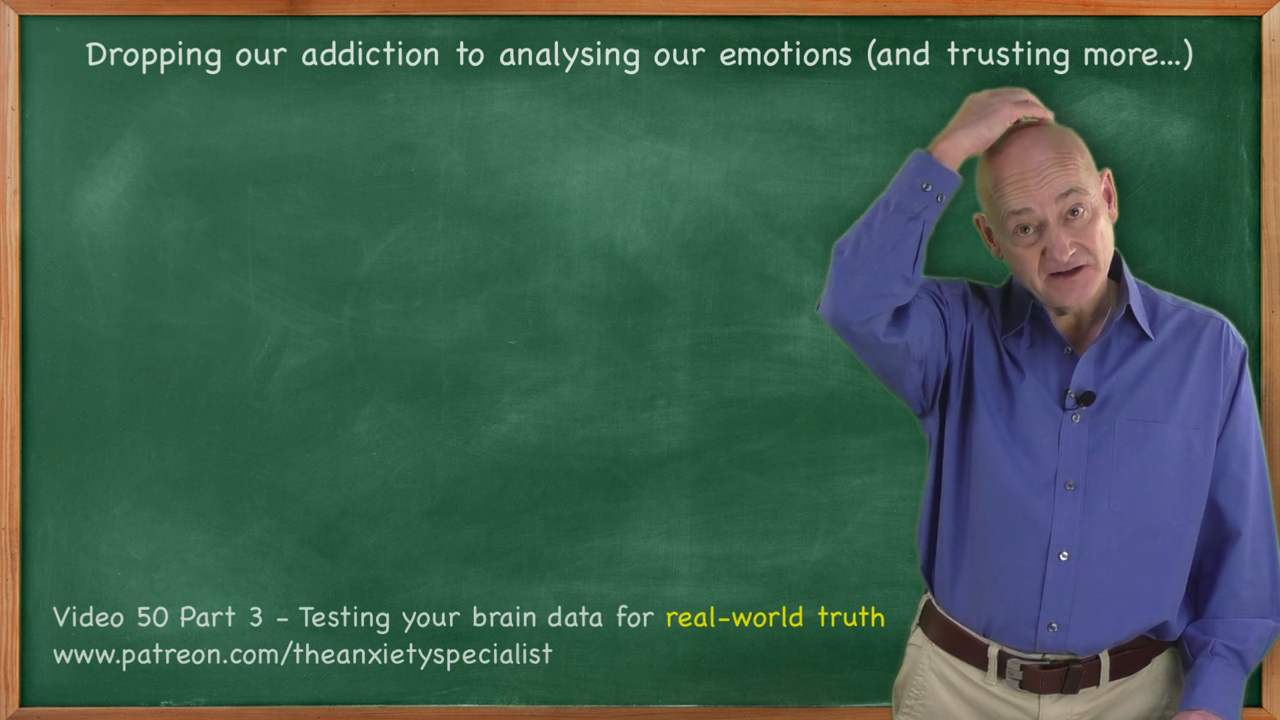 Dropping our addiction to analysing our emotions (and trusting more...)
Video 50 Part 3 - Testing your brain data for real-world truth
www.patreon.com/theanxietyspecialist